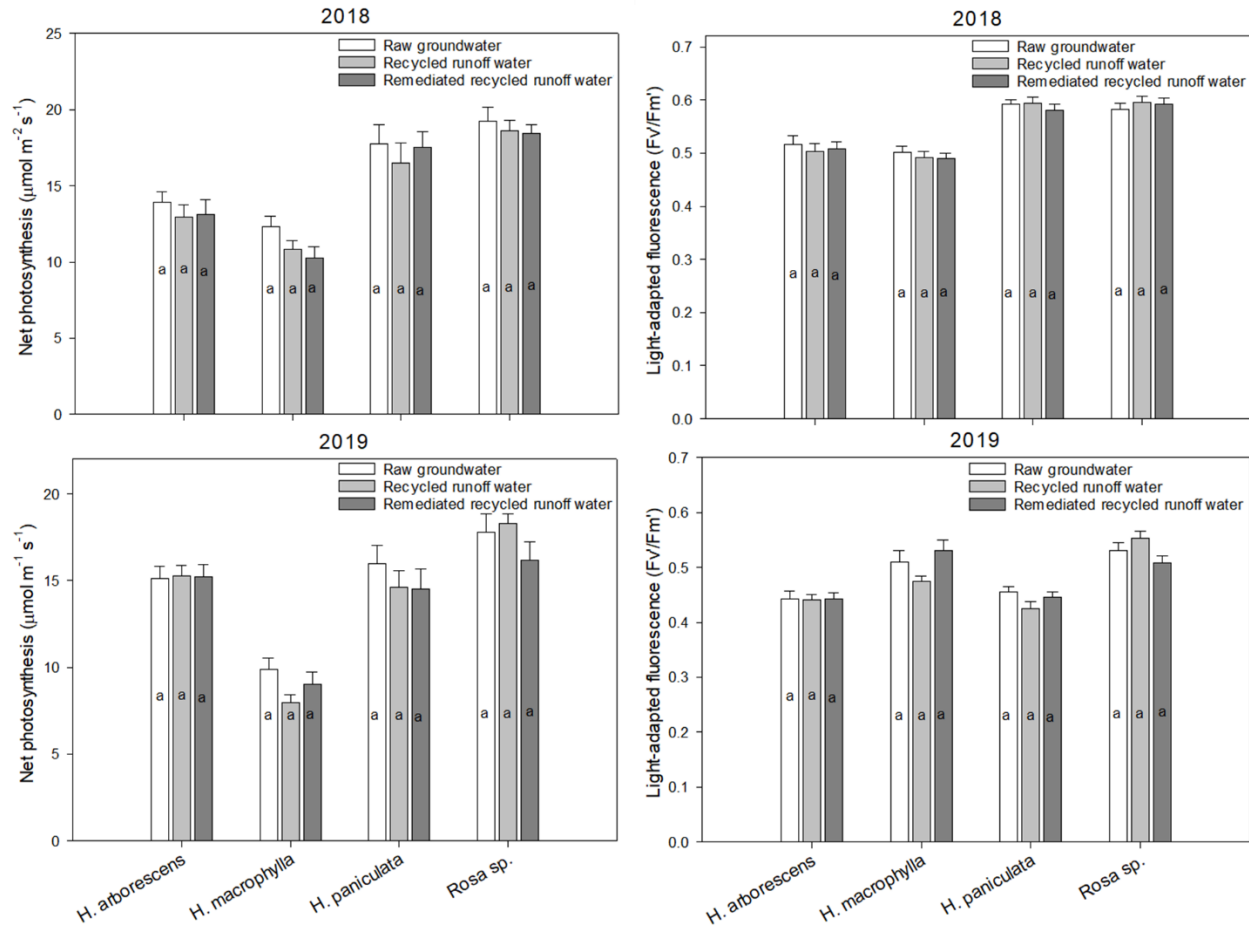 2018
Net photosynthesis (µmol m⁻² s⁻¹)
25
20
15
10
5
0
Raw groundwater
Recycled runoff water
Remediated recycled runoff water
a a a
a a a
a a a
a a a
2018
Light-adapted fluorescence (Fv/Fm')
0.7
0.6
0.5
0.4
0.3
0.2
0.1
0.0
Raw groundwater
Recycled runoff water
Remediated recycled runoff water
a a a
a a a
a a a
a a a
2019
Net photosynthesis (µmol m⁻¹ s⁻¹)
20
15
10
5
0
Raw groundwater
Recycled runoff water
Remediated recycled runoff water
a a a
a a a
a a a
a a a
H. arborescens
H. macrophylla
H. paniculata
Rosa sp.
2019
Light-adapted fluorescence (Fv/Fm')
0.7
0.6
0.5
0.4
0.3
0.2
0.1
0.0
Raw groundwater
Recycled runoff water
Remediated recycled runoff water
a a a
a a a
a a a
a a a
H. arborescens
H. macrophylla
H. paniculata
Rosa sp.